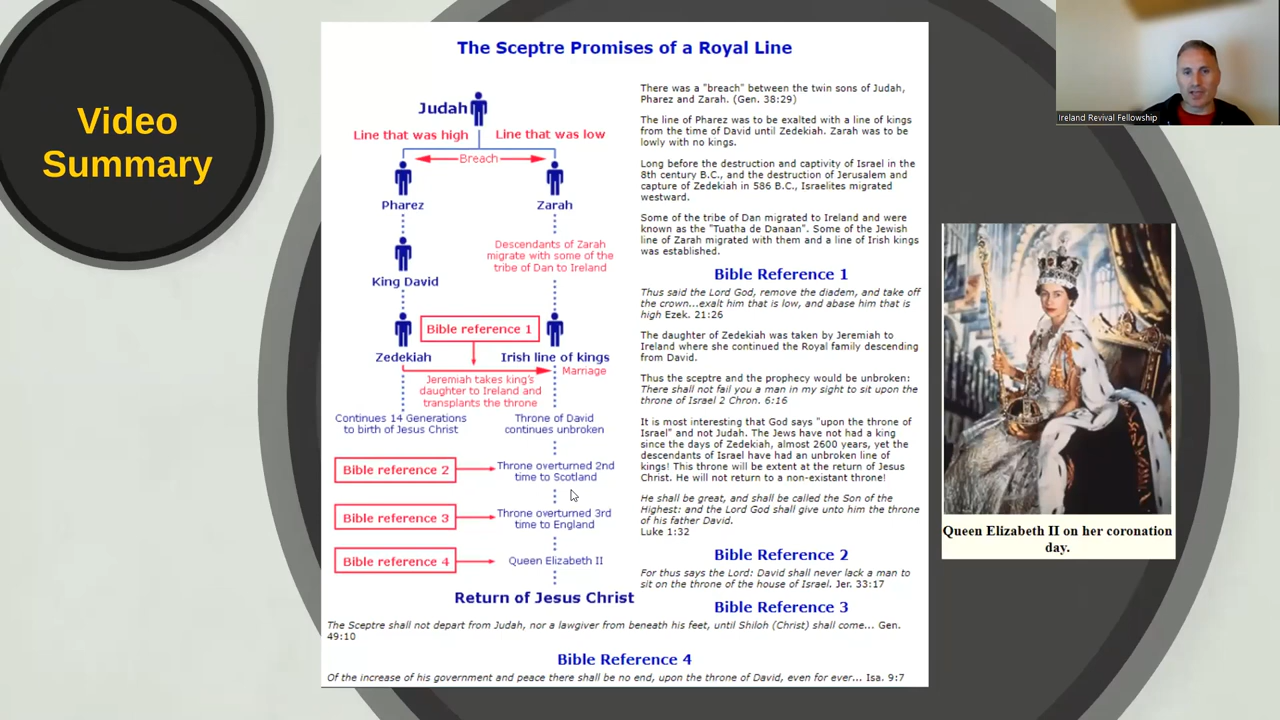 Video
Summary
The Sceptre Promises of a Royal Line
Judah
Line that was high
Line that was low
Breach
Pharez
Zarah
Descendants of Zarah
migrate with some of the
tribe of Dan to Ireland
King David
Bible reference 1
Zedekiah
Irish line of kings
Marriage
Jeremiah takes king's
daughter to Ireland and
transplants the throne
Continues 14 Generations
to birth of Jesus Christ
Throne of David
continues unbroken
Bible reference 2
Throne overturned 2nd
time to Scotland
Bible reference 3
Throne overturned 3rd
time to England
Bible reference 4
Queen Elizabeth II
Return of Jesus Christ
There was a "breach" between the twin sons of Judah,
Pharez and Zarah. (Gen. 38:29)
The line of Pharez was to be exalted with a line of kings
from the time of David until Zedekiah. Zarah was to be
lowly with no kings.
Long before the destruction and captivity of Israel in the
8th century B.C., and the destruction of Jerusalem and
capture of Zedekiah in 586 B.C., Israelites migrated
westward.
Some of the tribe of Dan migrated to Ireland and were
known as the "Tuatha de Danaan". Some of the Jewish
line of Zarah migrated with them and a line of Irish kings
was established.
Bible Reference 1
Thus said the Lord God, remove the diadem, and take off
the crown...exalt him that is low, and abase him that is
high Ezek. 21:26
The daughter of Zedekiah was taken by Jeremiah to
Ireland where she continued the Royal family descending
from David.
Thus the sceptre and the prophecy would be unbroken:
There shall not fail you a man in my sight to sit upon the
throne of Israel 2 Chron. 6:16
It is most interesting that God says "upon the throne of
Israel" and not Judah. The Jews have not had a king
since the days of Zedekiah, almost 2600 years, yet the
descendants of Israel have had an unbroken line of
kings! This throne will be extent at the return of Jesus
Christ. He will not return to a non-existant throne!
He shall be great, and shall be called the Son of the
Highest: and the Lord God shall give unto him the throne
of his father David.
Luke 1:32
Bible Reference 2
For thus says the Lord: David shall never lack a man to
sit on the throne of the house of Israel. Jer. 33:17
Bible Reference 3
The Sceptre shall not depart from Judah, nor a lawgiver from beneath his feet, until Shiloh (Christ) shall come... Gen.
49:10
Bible Reference 4
Of the increase of his government and peace there shall be no end, upon the throne of David, even for ever... Isa. 9:7
Ireland Revival Fellowship
Queen Elizabeth II on her coronation
day.